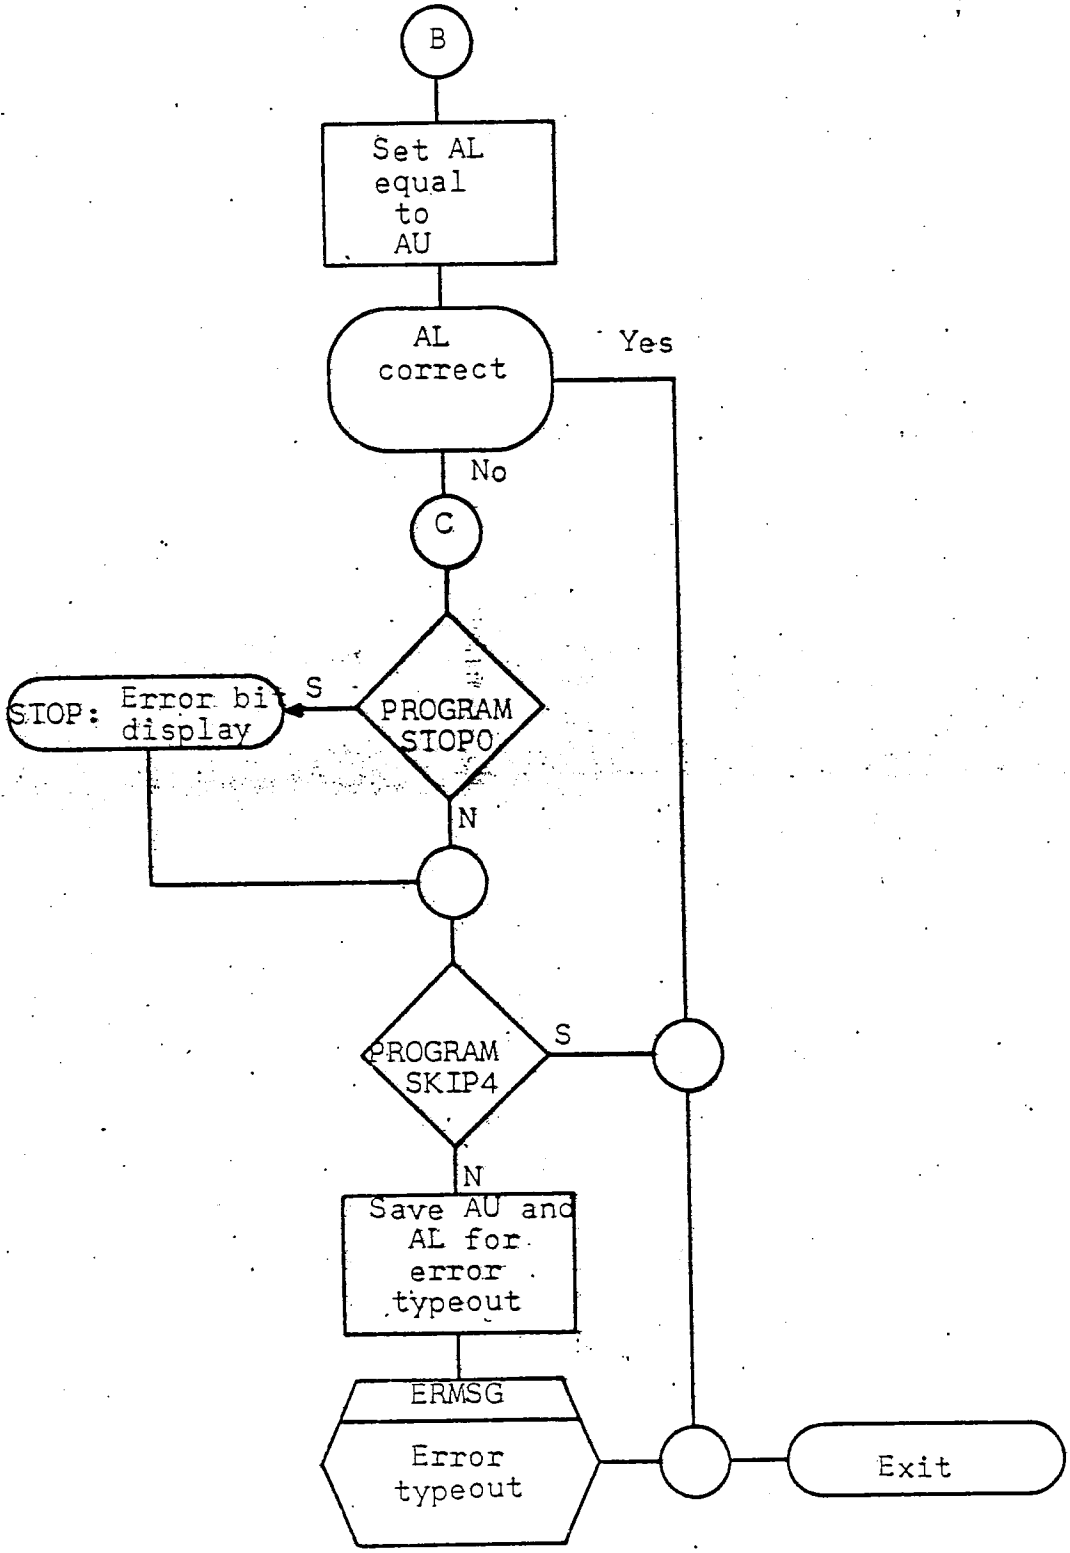 B
Set AL
equal
to
AU
AL
correct
Yes
No
C
S
STOP: Error bit
display
PROGRAM
STOP0
N
S
PROGRAM
SKIP4
N
Save AU and
AL for
error
typeout
ERMSG
Error
typeout
Exit